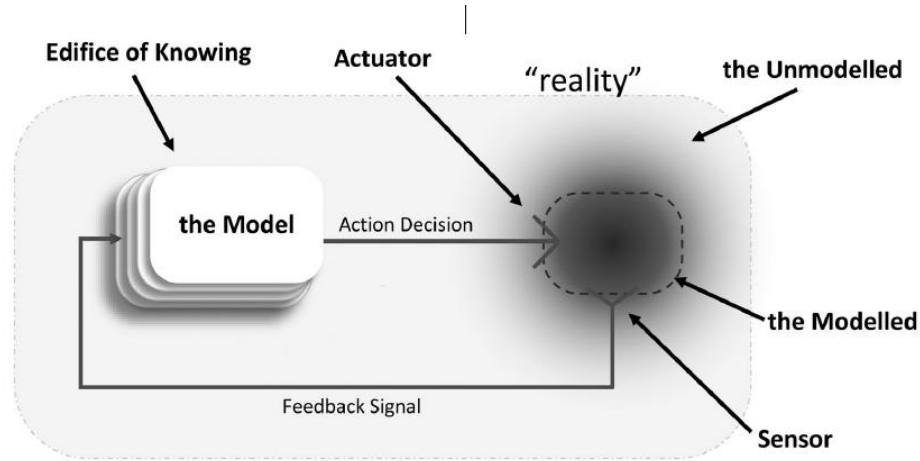 Edifice of Knowing
Actuator
“reality”
the Unmodelled
the Model
Action Decision
the Modelled
Feedback Signal
Sensor